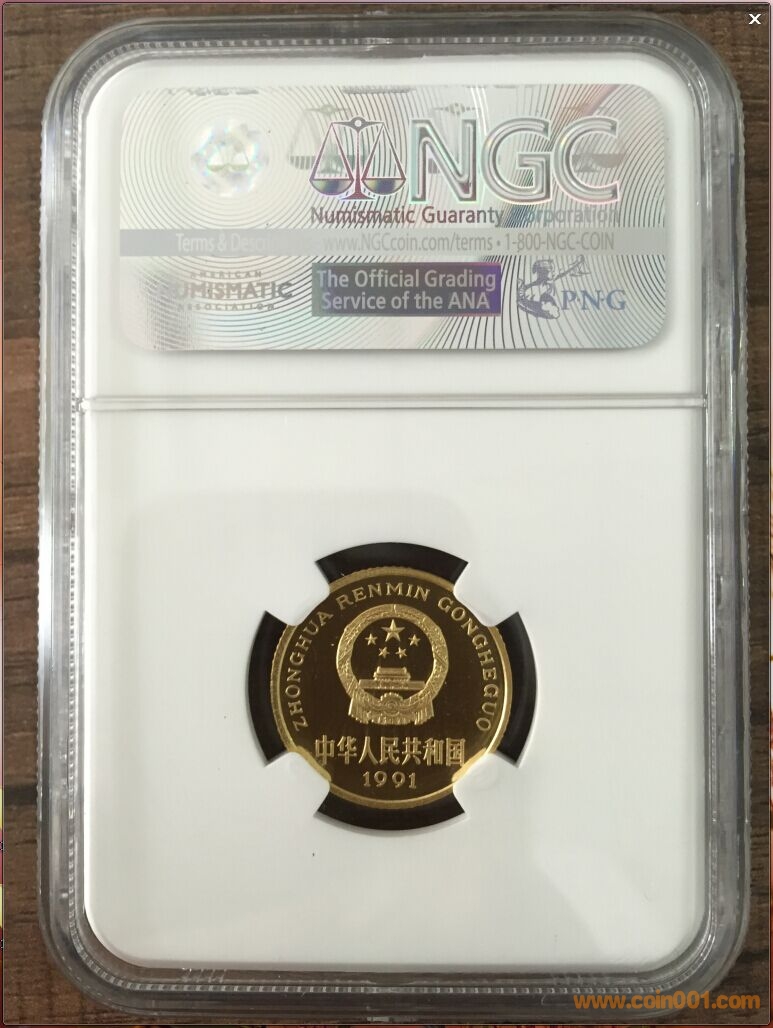 NGC
Numismatic Guaranty Corporation
Terms & www.NGCcoin.com/terms • 1-800-NGC-COIN
AMERICAN
NUMISMATIC
ASSOCIATION
The Official Grading
Service of the ANA
PNG
ZHONGHUA RENMIN GONGHEGUO
中华人民共和国
1991
www.coin001.com